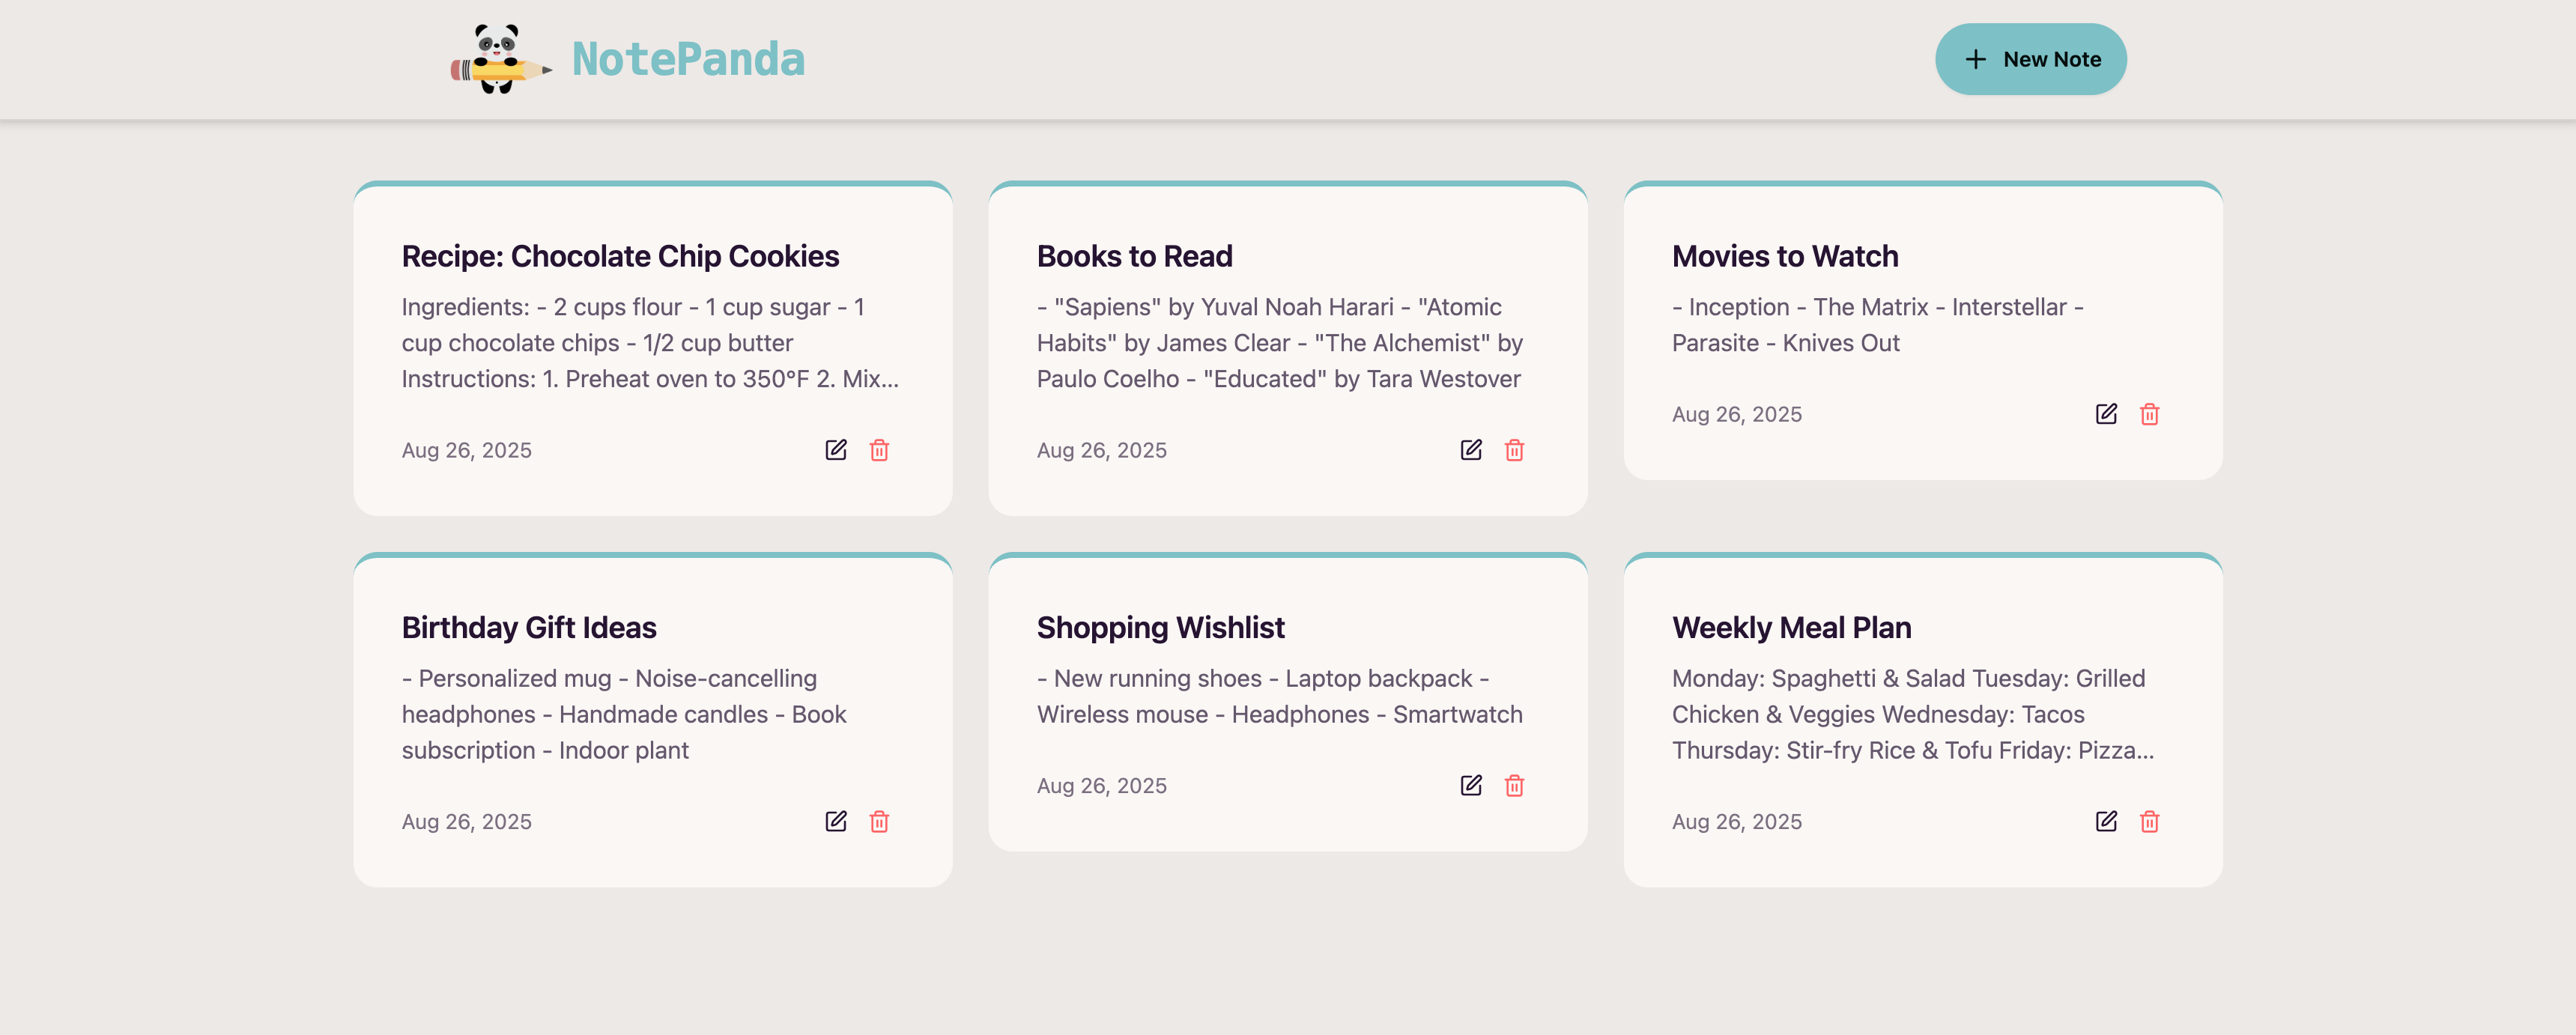 NotePanda
+ New Note
Recipe: Chocolate Chip Cookies
Ingredients: - 2 cups flour - 1 cup sugar - 1
cup chocolate chips - 1/2 cup butter
Instructions: 1. Preheat oven to 350°F 2. Mix...
Aug 26, 2025
Books to Read
- "Sapiens" by Yuval Noah Harari - "Atomic
Habits" by James Clear - "The Alchemist" by
Paulo Coelho - "Educated" by Tara Westover
Aug 26, 2025
Movies to Watch
- Inception - The Matrix - Interstellar -
Parasite - Knives Out
Aug 26, 2025
Birthday Gift Ideas
- Personalized mug - Noise-cancelling
headphones - Handmade candles - Book
subscription - Indoor plant
Aug 26, 2025
Shopping Wishlist
- New running shoes - Laptop backpack -
Wireless mouse - Headphones - Smartwatch
Aug 26, 2025
Weekly Meal Plan
Monday: Spaghetti & Salad Tuesday: Grilled
Chicken & Veggies Wednesday: Tacos
Thursday: Stir-fry Rice & Tofu Friday: Pizza...
Aug 26, 2025